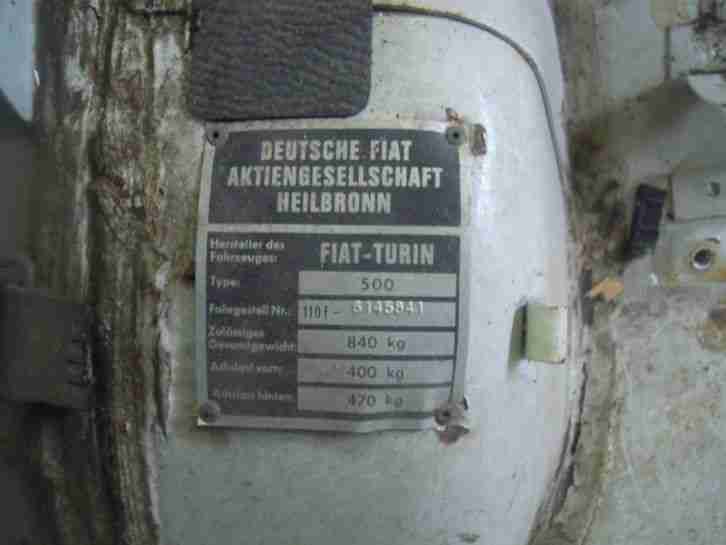 DEUTSCHE FIAT
AKTIENGESELLSCHAFT
HEILBRONN
Hersteller des
Fahrzeuges: FIAT-TURIN
Type: 500
Fahrgestell Nr.: 110F-
Zulässiges
Gesamtgewicht: 840 kg
Achslast vorn: 400 kg
Achslast hinten: 470 kg